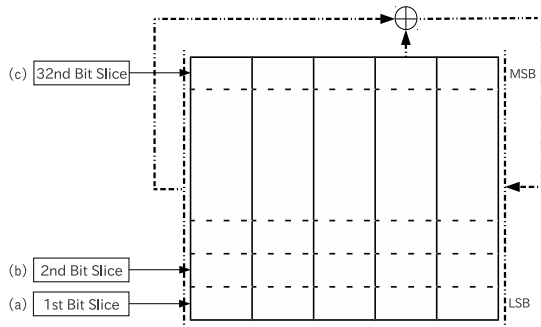 (c) 32nd Bit Slice MSB
(b) 2nd Bit Slice
(a) 1st Bit Slice LSB